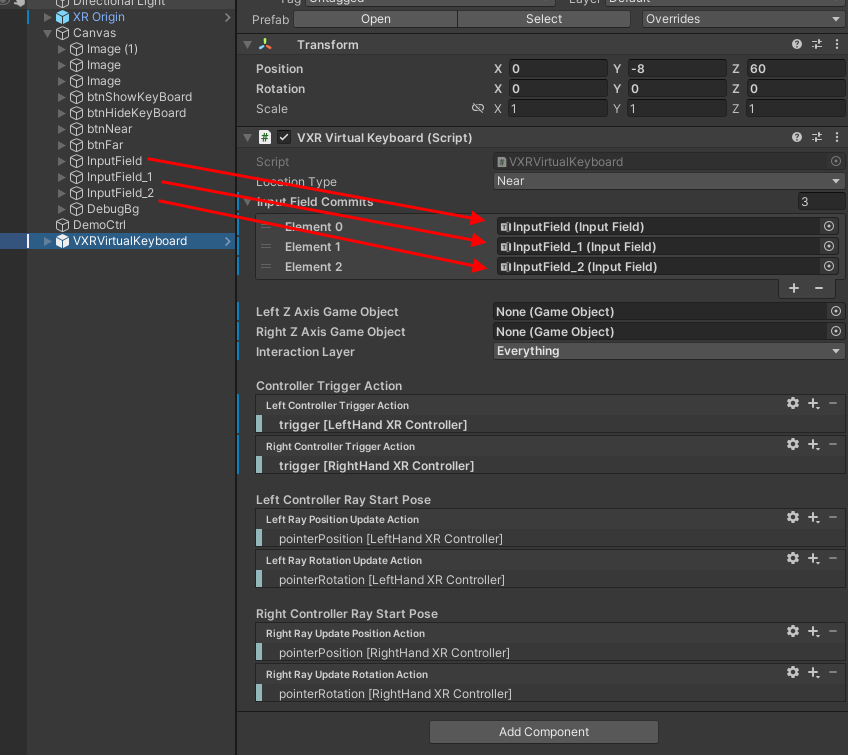 Directional Light
XR Origin
Canvas
Image (1)
Image
Image
btnShowKeyBoard
btnHideKeyBoard
btnNear
btnFar
InputField
InputField_1
InputField_2
DebugBg
DemoCtrl
VXRVirtualKeyboard
Tag Untagged Layer Default
Prefab Open Select Overrides
Transform
Position X 0 Y -8 Z 60
Rotation X 0 Y 0 Z 0
Scale X 1 Y 1 Z 1
# VXR Virtual Keyboard (Script)
Script VXRVirtualKeyboard
Location Type Near
Input Field Commits 3
Element 0 InputField (Input Field)
Element 1 InputField_1 (Input Field)
Element 2 InputField_2 (Input Field)
+ −
Left Z Axis Game Object None (Game Object)
Right Z Axis Game Object None (Game Object)
Interaction Layer Everything
Controller Trigger Action
Left Controller Trigger Action
trigger [LeftHand XR Controller]
Right Controller Trigger Action
trigger [RightHand XR Controller]
Left Controller Ray Start Pose
Left Ray Position Update Action
pointerPosition [LeftHand XR Controller]
Left Ray Rotation Update Action
pointerRotation [LeftHand XR Controller]
Right Controller Ray Start Pose
Right Ray Update Position Action
pointerPosition [RightHand XR Controller]
Right Ray Update Rotation Action
pointerRotation [RightHand XR Controller]
Add Component